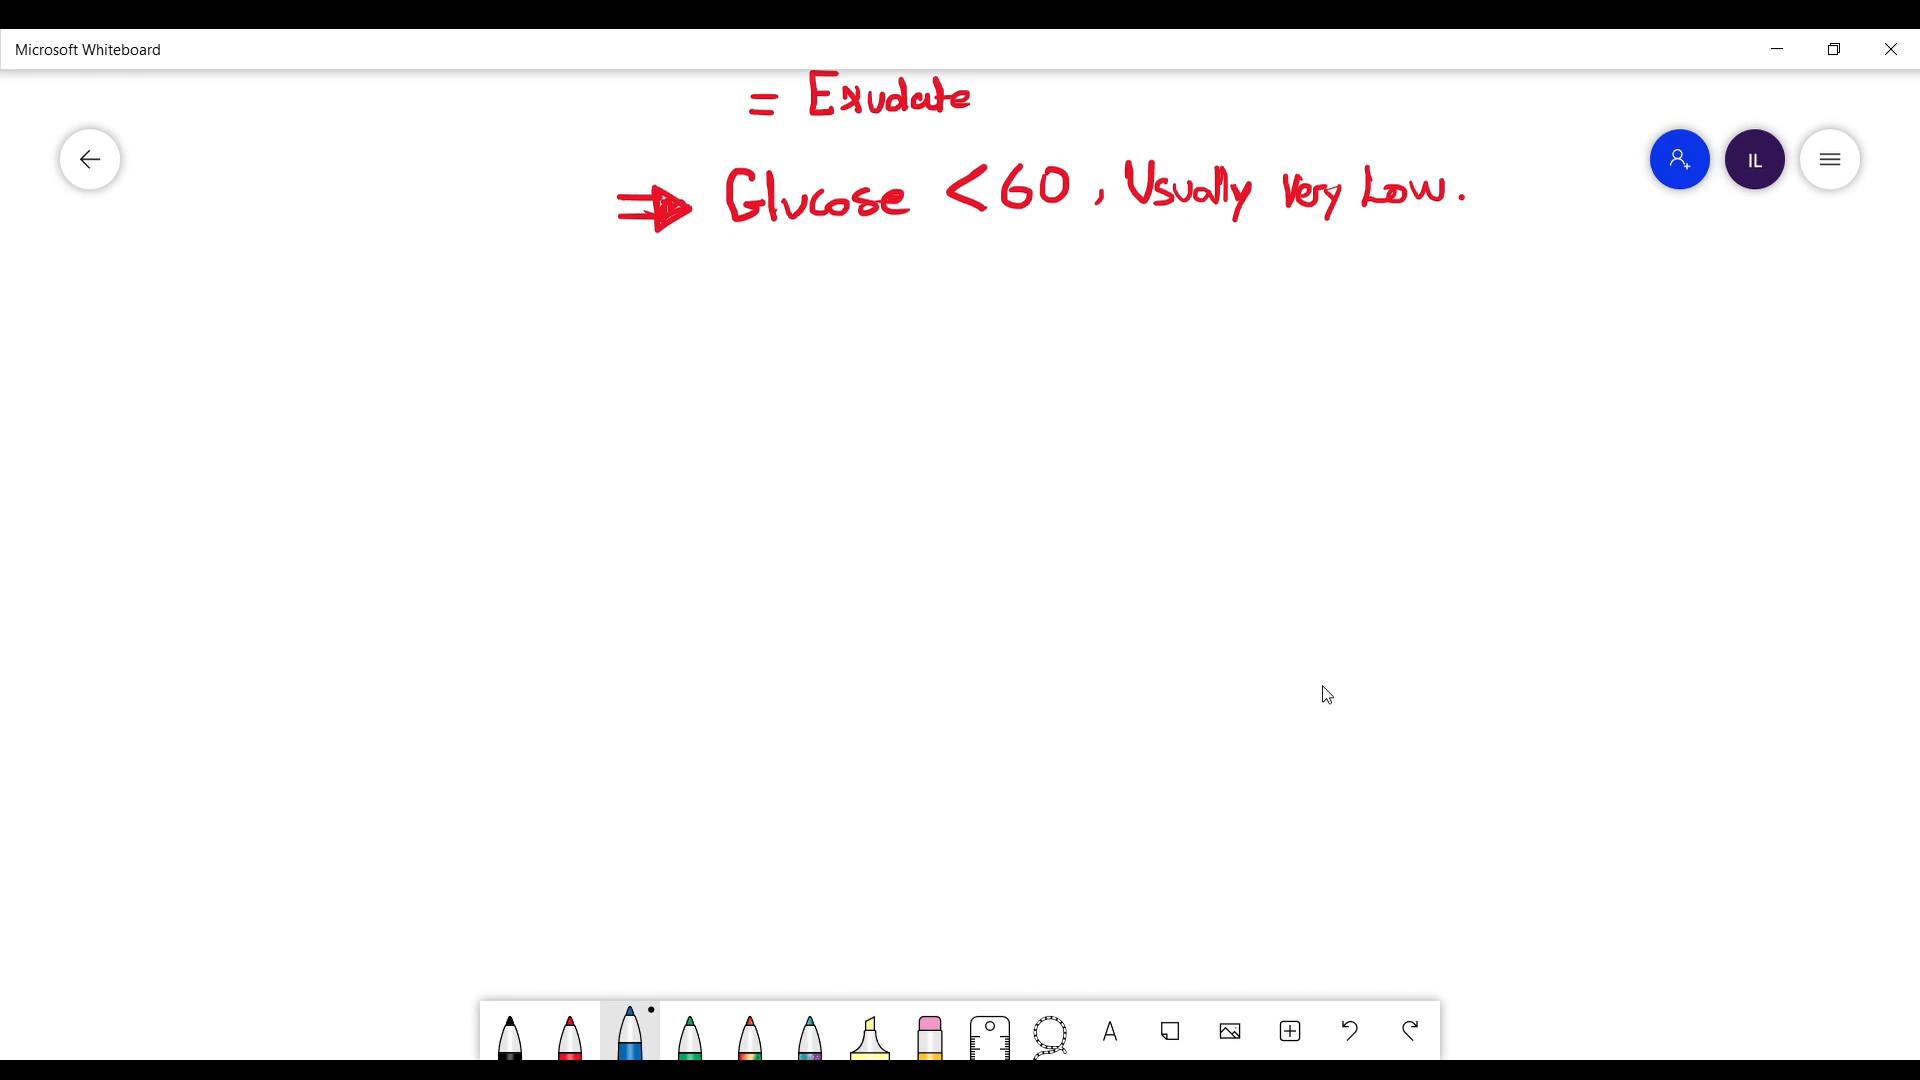 Microsoft Whiteboard
= Exudate
IL
⇒ Glucose < 60, Usually Very Low.
A